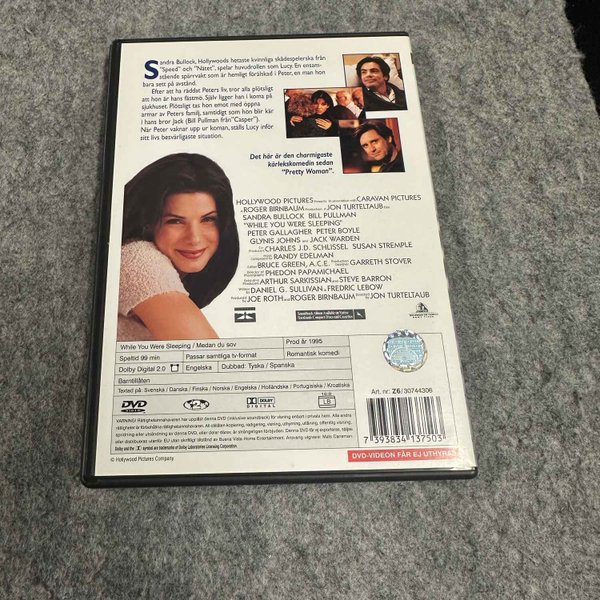 Sandra Bullock, Hollywoods hetaste kvinnliga skådespelerska från
"Speed" och "Nätet", spelar huvudrollen som Lucy. En ensam-
stående spärrvakt som är hemligt förälskad i Peter, en man hon
bara sett på avstånd.
Efter att ha räddat Peters liv, tror alla plötsligt
att hon är hans fästmö. Själv ligger han i koma på
sjukhuset. Plötsligt tas hon emot med öppna
armar av Peters familj, samtidigt som hon blir kär
i hans bror Jack (Bill Pullman från"Casper").
När Peter vaknar upp ur koman, ställs Lucy inför
sitt livs besvärligaste situation.
Det här är den charmigaste
kärlekskomedin sedan
"Pretty Woman".
HOLLYWOOD PICTURES CARAVAN PICTURES
ROGER BIRNBAUM JON TURTELTAUB
SANDRA BULLOCK BILL PULLMAN
"WHILE YOU WERE SLEEPING"
PETER GALLAGHER PETER BOYLE
GLYNIS JOHNS AND JACK WARDEN
CHARLES J.D. SCHLISSEL SUSAN STREMPLE
RANDY EDELMAN
BRUCE GREEN, A.C.E. GARRETH STOVER
PHEDON PAPAMICHAEL
ARTHUR SARKISSIAN AND STEVE BARRON
DANIEL G. SULLIVAN & FREDRIC LEBOW
JOE ROTH AND ROGER BIRNBAUM JON TURTELTAUB
While You Were Sleeping / Medan du sov Prod år 1995
Speltid 99 min Passar samtliga tv-format Romantisk komedi
Dolby Digital 2.0 Engelska Dubbad: Tyska / Spanska
Barntillåten
Textad på: Svenska / Danska / Finska / Norska / Engelska / Holländska / Portugisiska / Kroatiska
Art. nr: Z6/30744306
DVD VIDEO 2 DOLBY DIGITAL 16:9 LB
7 393834 137503
© Hollywood Pictures Company
DVD-VIDEON FÅR EJ UTHYRAS